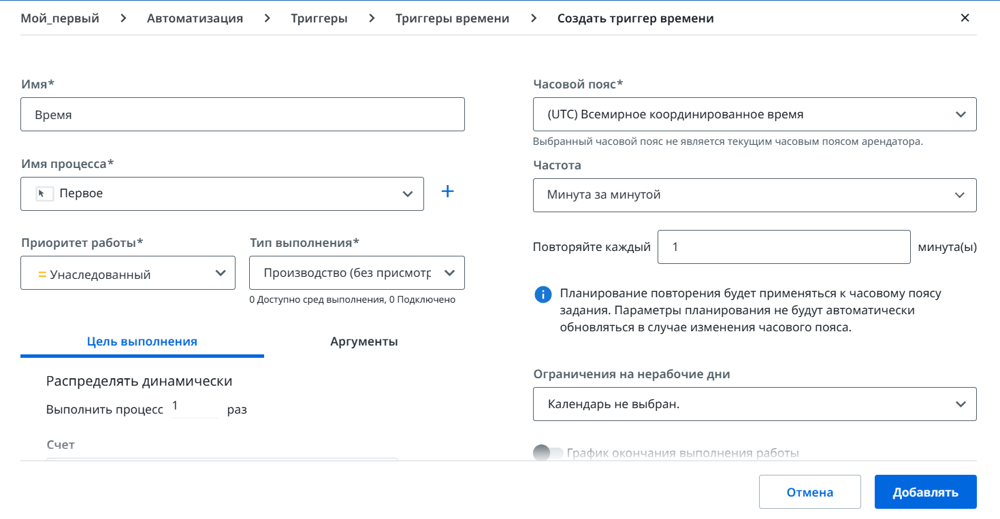 Мой_первый > Автоматизация > Триггеры > Триггеры времени > Создать триггер времени
Имя*
Время
Имя процесса*
Первое
Приоритет работы* Тип выполнения*
Унаследованный Производство (без присмотр
0 Доступно сред выполнения, 0 Подключено
Цель выполнения Аргументы
Распределять динамически
Выполнить процесс 1 раз
Счет
Часовой пояс*
(UTC) Всемирное координированное время
Выбранный часовой пояс не является текущим часовым поясом арендатора.
Частота
Минута за минутой
Повторяйте каждый 1 минута(ы)
Планирование повторения будет применяться к часовому поясу
задания. Параметры планирования не будут автоматически
обновляться в случае изменения часового пояса.
Ограничения на нерабочие дни
Календарь не выбран.
График окончания выполнения работы
Отмена Добавлять